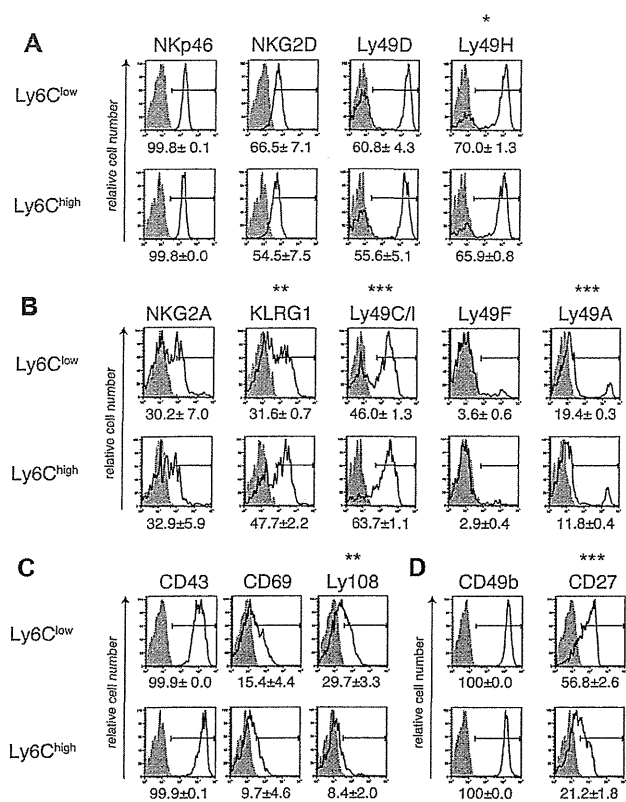 *
A
NKp46 NKG2D Ly49D Ly49H
Ly6Clow
99.8± 0.1 66.5± 7.1 60.8± 4.3 70.0± 1.3
relative cell number
Ly6Chigh
99.8±0.0 54.5±7.5 55.6±5.1 65.9±0.8
B
** *** ***
NKG2A KLRG1 Ly49C/I Ly49F Ly49A
Ly6Clow
30.2± 7.0 31.6± 0.7 46.0± 1.3 3.6± 0.6 19.4± 0.3
relative cell number
Ly6Chigh
32.9±5.9 47.7±2.2 63.7±1.1 2.9±0.4 11.8±0.4
C
** D ***
CD43 CD69 Ly108 CD49b CD27
Ly6Clow
99.9± 0.0 15.4±4.4 29.7±3.3 100±0.0 56.8±2.6
relative cell number relative cell number
Ly6Chigh
99.9±0.1 9.7±4.6 8.4±2.0 100±0.0 21.2±1.8